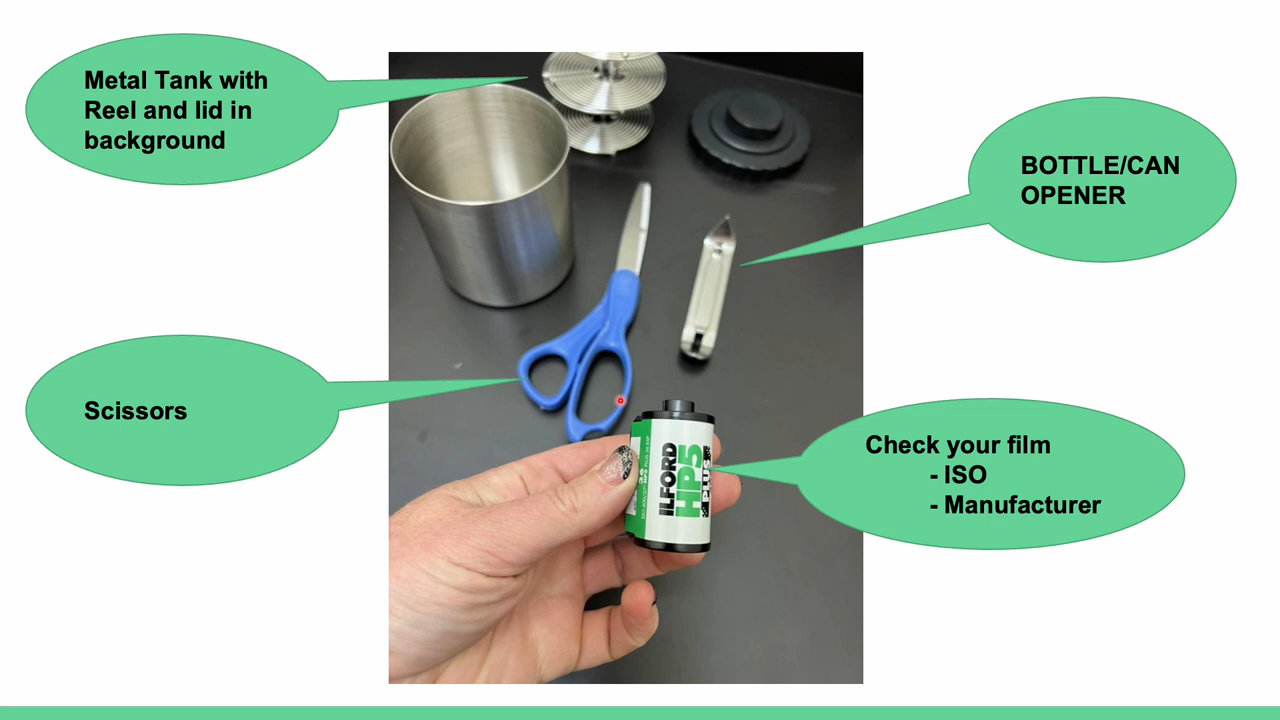 Metal Tank with
Reel and lid in
background
BOTTLE/CAN
OPENER
Scissors
Check your film
- ISO
- Manufacturer
ILFORD
HP5
PLUS